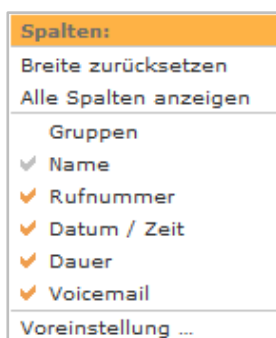 Spalten:
Breite zurücksetzen
Alle Spalten anzeigen
Gruppen
Name
Rufnummer
Datum / Zeit
Dauer
Voicemail
Voreinstellung ...